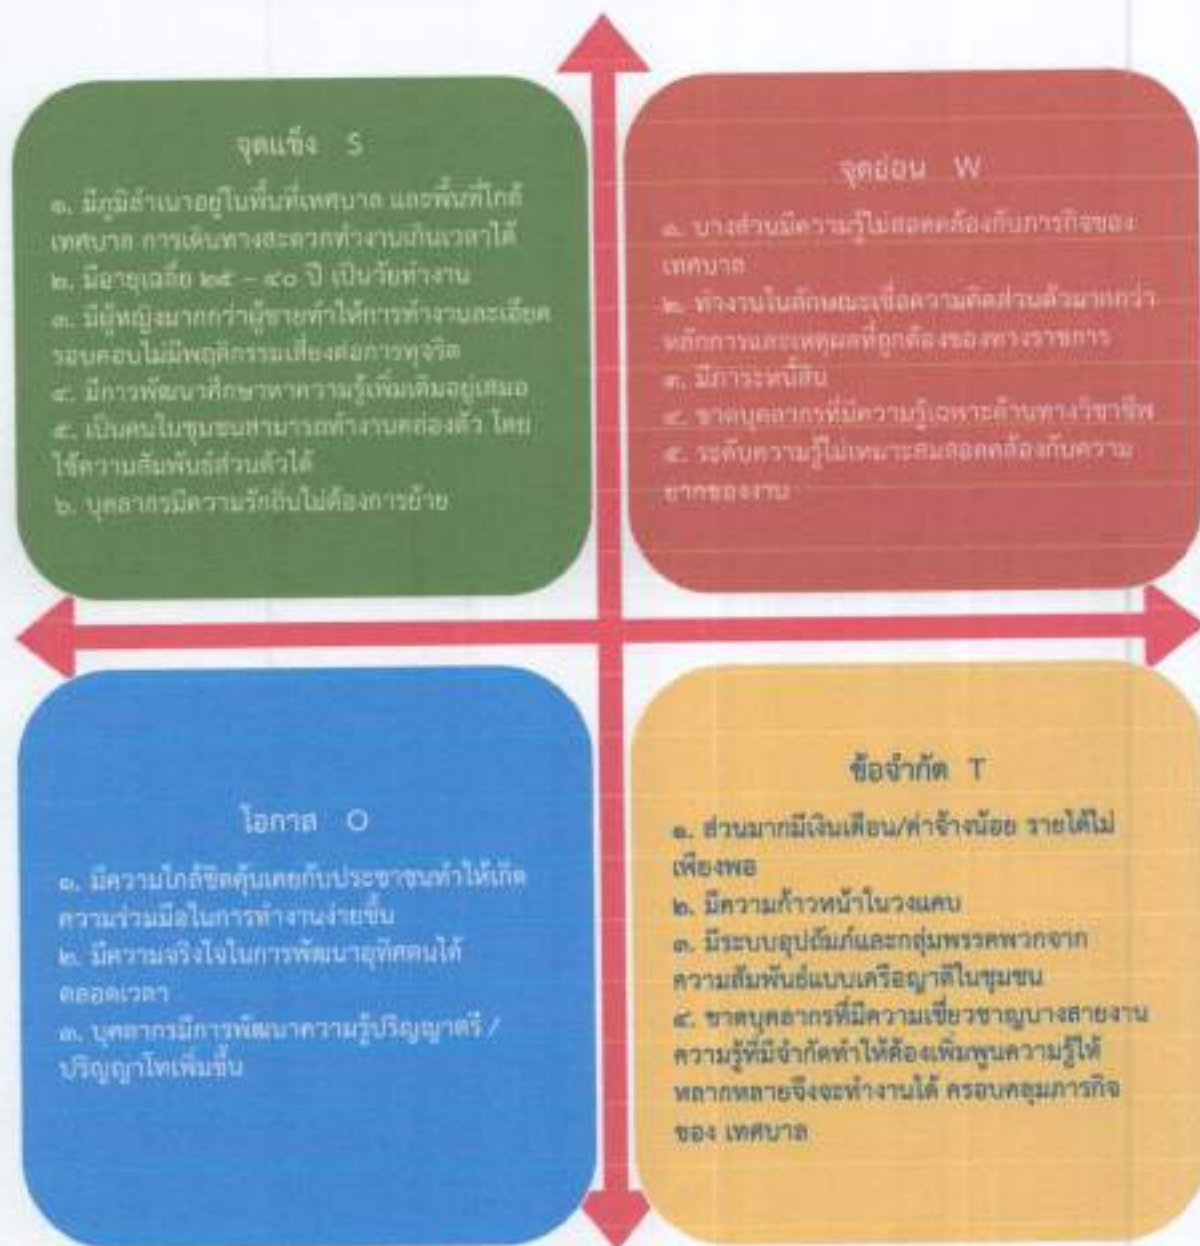 จุดแข็ง S
๑. มีภูมิลำเนาอยู่ในพื้นที่เทศบาล และพื้นที่ใกล้
เทศบาล การเดินทางสะดวกทำงานเกินเวลาได้
๒. มีอายุเฉลี่ย ๒๕ – ๔๐ ปี เป็นวัยทำงาน
๓. มีผู้หญิงมากกว่าผู้ชายทำให้การทำงานละเอียด
รอบคอบไม่มีพฤติกรรมเสี่ยงต่อการทุจริต
๔. มีการพัฒนาศึกษาหาความรู้เพิ่มเติมอยู่เสมอ
๕. เป็นคนในชุมชนสามารถทำงานคล่องตัว โดย
ใช้ความสัมพันธ์ส่วนตัวได้
๖. บุคลากรมีความรักถิ่นไม่ต้องการย้าย
จุดอ่อน W
๑. บางส่วนมีความรู้ไม่สอดคล้องกับภารกิจของ
เทศบาล
๒. ทำงานในลักษณะเชื่อความคิดส่วนตัวมากกว่า
หลักการและเหตุผลที่ถูกต้องของทางราชการ
๓. มีภาระหนี้สิน
๔. ขาดบุคลากรที่มีความรู้เฉพาะด้านทางวิชาชีพ
๕. ระดับความรู้ไม่เหมาะสมสอดคล้องกับความ
ยากของงาน
โอกาส O
๑. มีความใกล้ชิดคุ้นเคยกับประชาชนทำให้เกิด
ความร่วมมือในการทำงานง่ายขึ้น
๒. มีความจริงใจในการพัฒนาอุทิศตนได้
ตลอดเวลา
๓. บุคลากรมีการพัฒนาความรู้ปริญญาตรี /
ปริญญาโทเพิ่มขึ้น
ข้อจำกัด T
๑. ส่วนมากมีเงินเดือน/ค่าจ้างน้อย รายได้ไม่
เพียงพอ
๒. มีความก้าวหน้าในวงแคบ
๓. มีระบบอุปถัมภ์และกลุ่มพรรคพวกจาก
ความสัมพันธ์แบบเครือญาติในชุมชน
๔. ขาดบุคลากรที่มีความเชี่ยวชาญบางสายงาน
ความรู้ที่มีจำกัดทำให้ต้องเพิ่มพูนความรู้ให้
หลากหลายจึงจะทำงานได้ ครอบคลุมภารกิจ
ของ เทศบาล